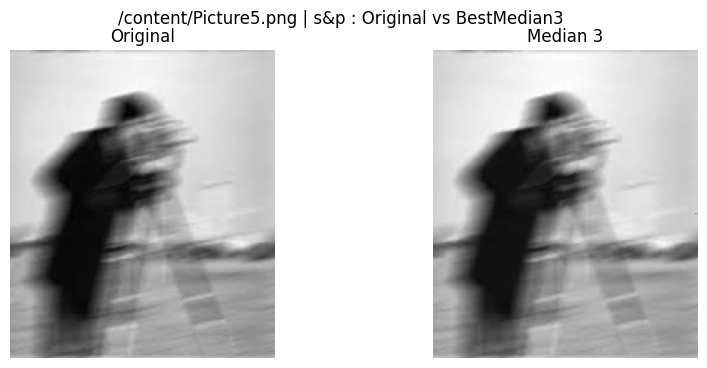 /content/Picture5.png | s&p : Original vs BestMedian3
Original
Median 3